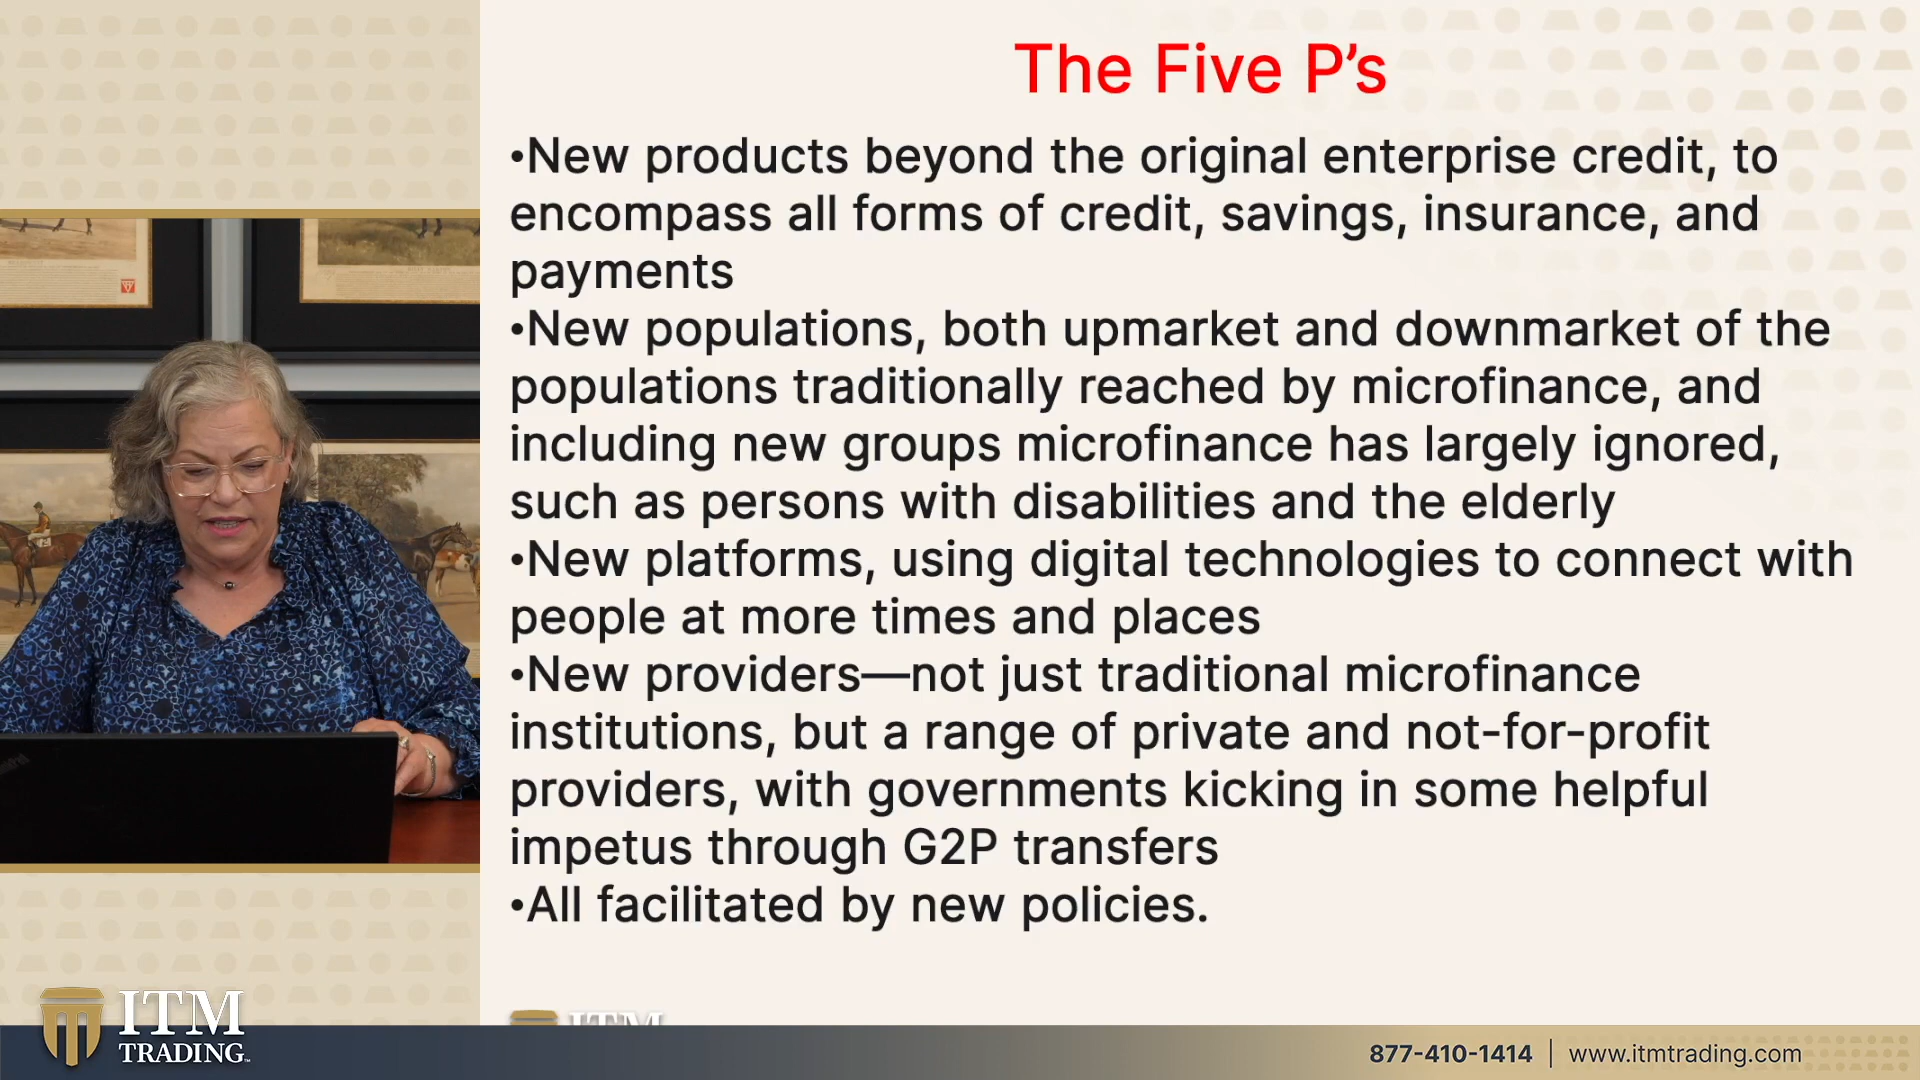 The Five P’s
•New products beyond the original enterprise credit, to
encompass all forms of credit, savings, insurance, and
payments
•New populations, both upmarket and downmarket of the
populations traditionally reached by microfinance, and
including new groups microfinance has largely ignored,
such as persons with disabilities and the elderly
•New platforms, using digital technologies to connect with
people at more times and places
•New providers—not just traditional microfinance
institutions, but a range of private and not-for-profit
providers, with governments kicking in some helpful
impetus through G2P transfers
•All facilitated by new policies.
ITM
TRADING™
ITM
877-410-1414 | www.itmtrading.com